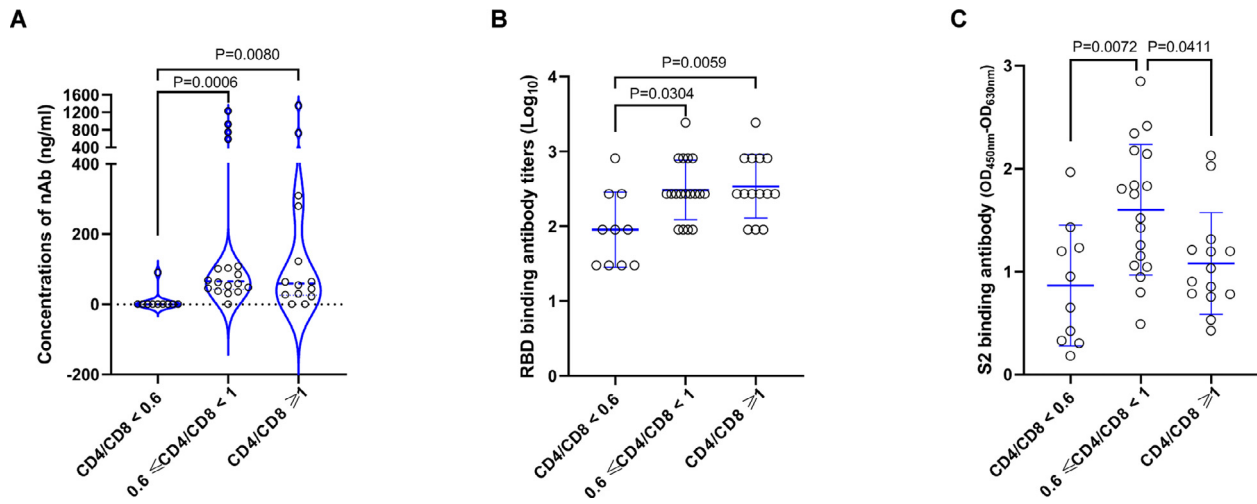 A
Concentrations of nAb (ng/ml)
1600
1200
800
400
400
200
0
-200
P=0.0080
P=0.0006
CD4/CD8 < 0.6
0.6 ⩽CD4/CD8 < 1
CD4/CD8 ⩾1
B
RBD binding antibody titers (Log10)
4
3
2
1
0
P=0.0059
P=0.0304
CD4/CD8 < 0.6
0.6 ⩽CD4/CD8 < 1
CD4/CD8 ⩾1
C
S2 binding antibody (OD450nm-OD630nm)
3
2
1
0
P=0.0072
P=0.0411
CD4/CD8 < 0.6
0.6 ⩽CD4/CD8 < 1
CD4/CD8 ⩾1